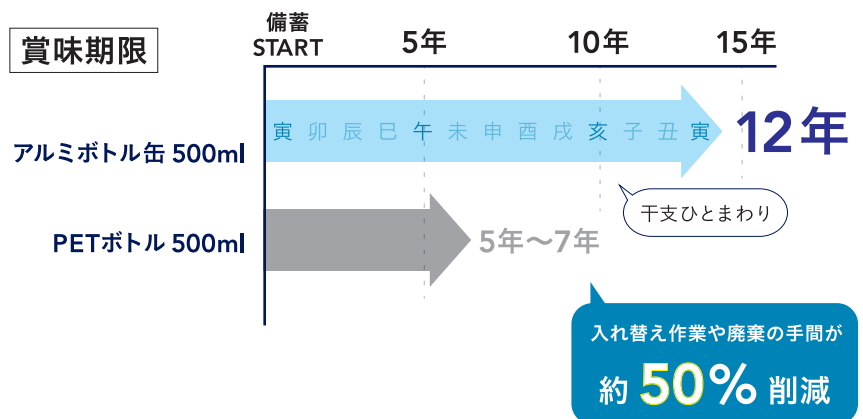 賞味期限
備蓄
START
5年
10年
15年
アルミボトル缶 500ml
寅 卯 辰 巳 午 未 申 酉 戌 亥 子 丑 寅
12年
干支ひとまわり
PETボトル 500ml
5年〜7年
入れ替え作業や廃棄の手間が
約 50% 削減